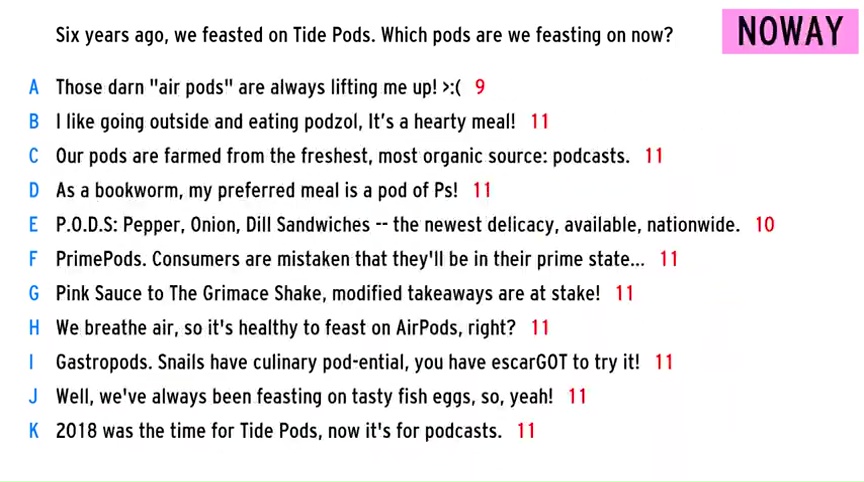 Six years ago, we feasted on Tide Pods. Which pods are we feasting on now?
NOWAY
A Those darn "air pods" are always lifting me up! >:( 9
B I like going outside and eating podzol, It’s a hearty meal! 11
C Our pods are farmed from the freshest, most organic source: podcasts. 11
D As a bookworm, my preferred meal is a pod of Ps! 11
E P.O.D.S: Pepper, Onion, Dill Sandwiches -- the newest delicacy, available, nationwide. 10
F PrimePods. Consumers are mistaken that they'll be in their prime state... 11
G Pink Sauce to The Grimace Shake, modified takeaways are at stake! 11
H We breathe air, so it's healthy to feast on AirPods, right? 11
I Gastropods. Snails have culinary pod-ential, you have escarGOT to try it! 11
J Well, we've always been feasting on tasty fish eggs, so, yeah! 11
K 2018 was the time for Tide Pods, now it's for podcasts. 11